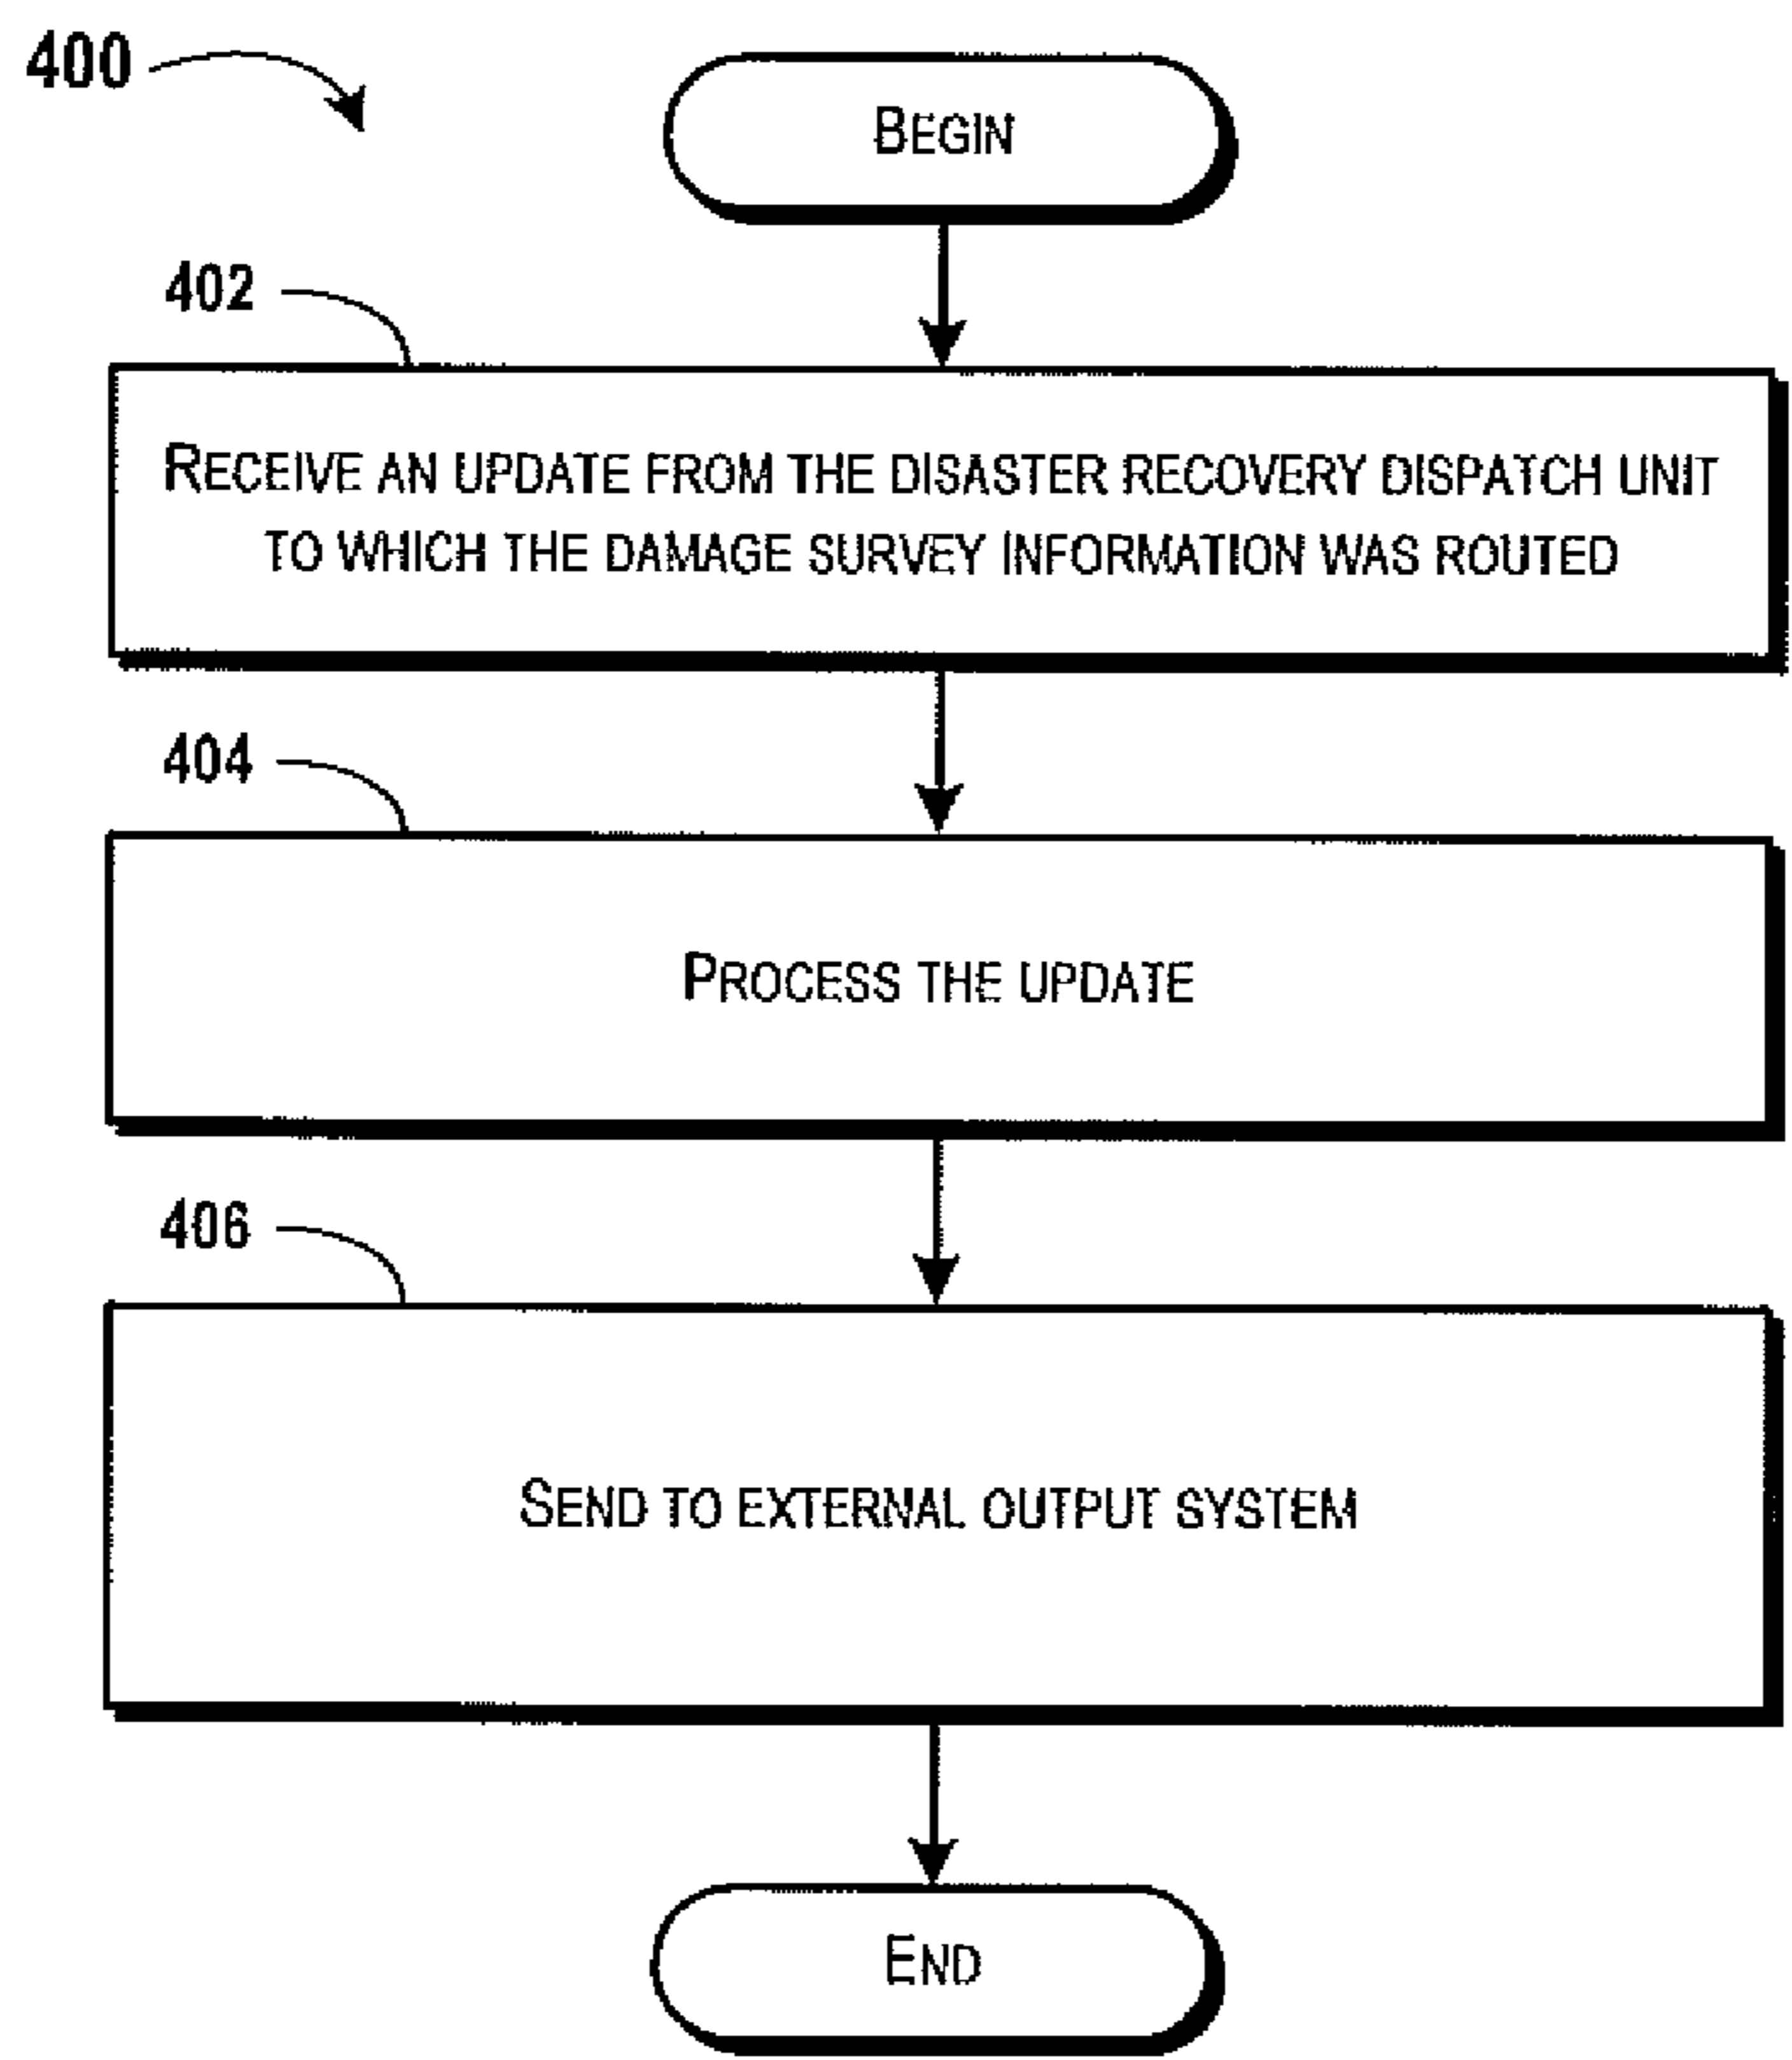 400
BEGIN
402
RECEIVE AN UPDATE FROM THE DISASTER RECOVERY DISPATCH UNIT
TO WHICH THE DAMAGE SURVEY INFORMATION WAS ROUTED
404
PROCESS THE UPDATE
406
SEND TO EXTERNAL OUTPUT SYSTEM
END